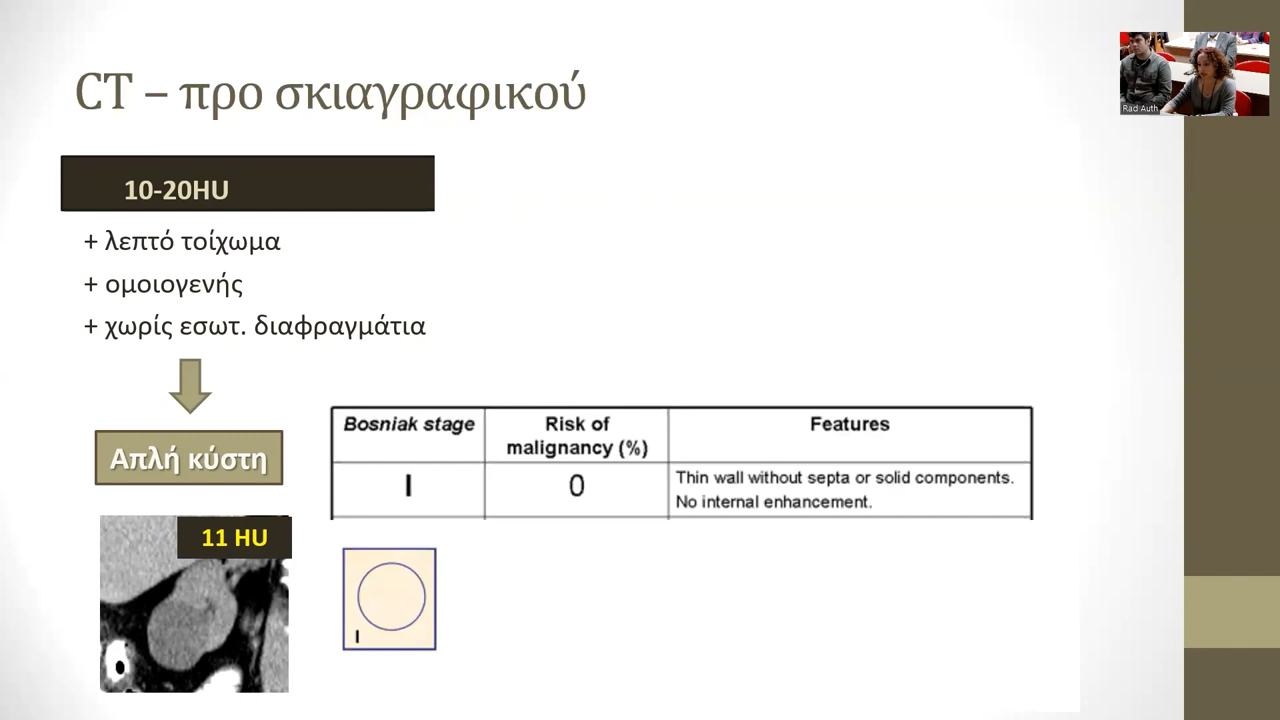 CT – προ σκιαγραφικού
Rad Auth
10-20HU
+ λεπτό τοίχωμα
+ ομοιογενής
+ χωρίς εσωτ. διαφραγμάτια
Απλή κύστη
Bosniak stage
Risk of malignancy (%)
Features
I
0
Thin wall without septa or solid components.
No internal enhancement.
11 HU
I